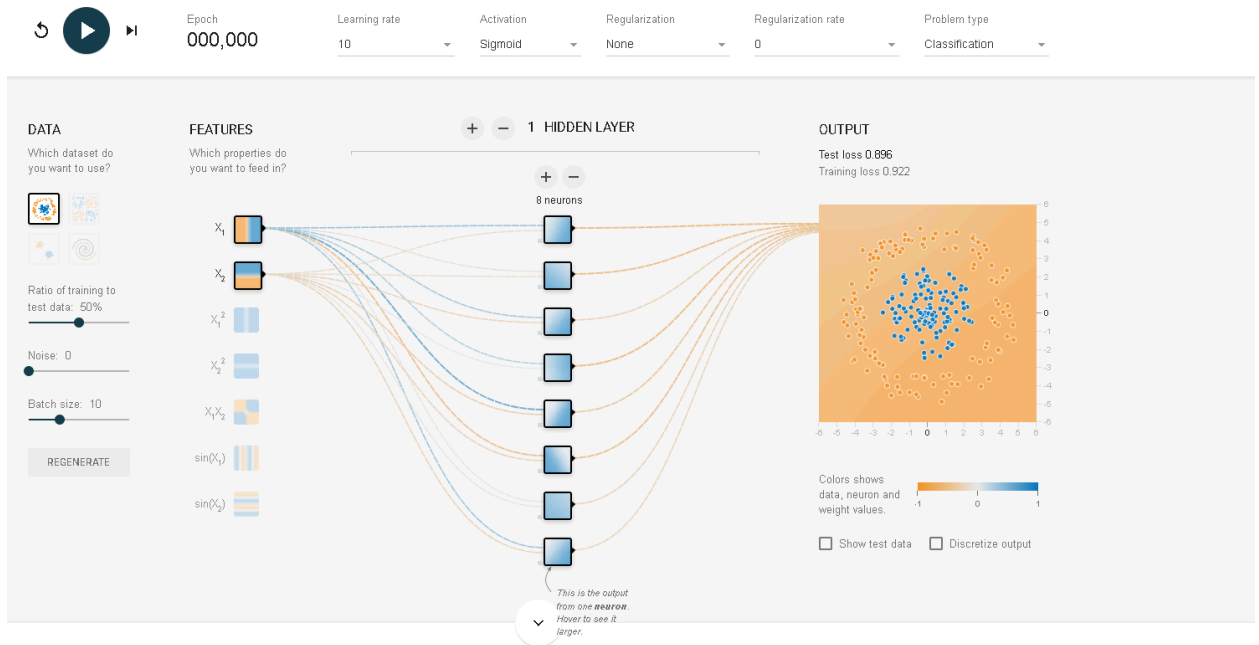 Epoch
000,000
Learning rate
10
Activation
Sigmoid
Regularization
None
Regularization rate
0
Problem type
Classification
DATA
Which dataset do
you want to use?
Ratio of training to
test data: 50%
Noise: 0
Batch size: 10
REGENERATE
FEATURES
Which properties do
you want to feed in?
X1
X2
X1²
X2²
X1X2
sin(X1)
sin(X2)
+ − 1 HIDDEN LAYER
+ −
8 neurons
This is the output
from one neuron.
Hover to see it
larger.
OUTPUT
Test loss 0.896
Training loss 0.922
6
5
4
3
2
1
0
-1
-2
-3
-4
-5
-6
-6 -5 -4 -3 -2 -1 0 1 2 3 4 5 6
Colors shows
data, neuron and
weight values.
-1 0 1
Show test data
Discretize output